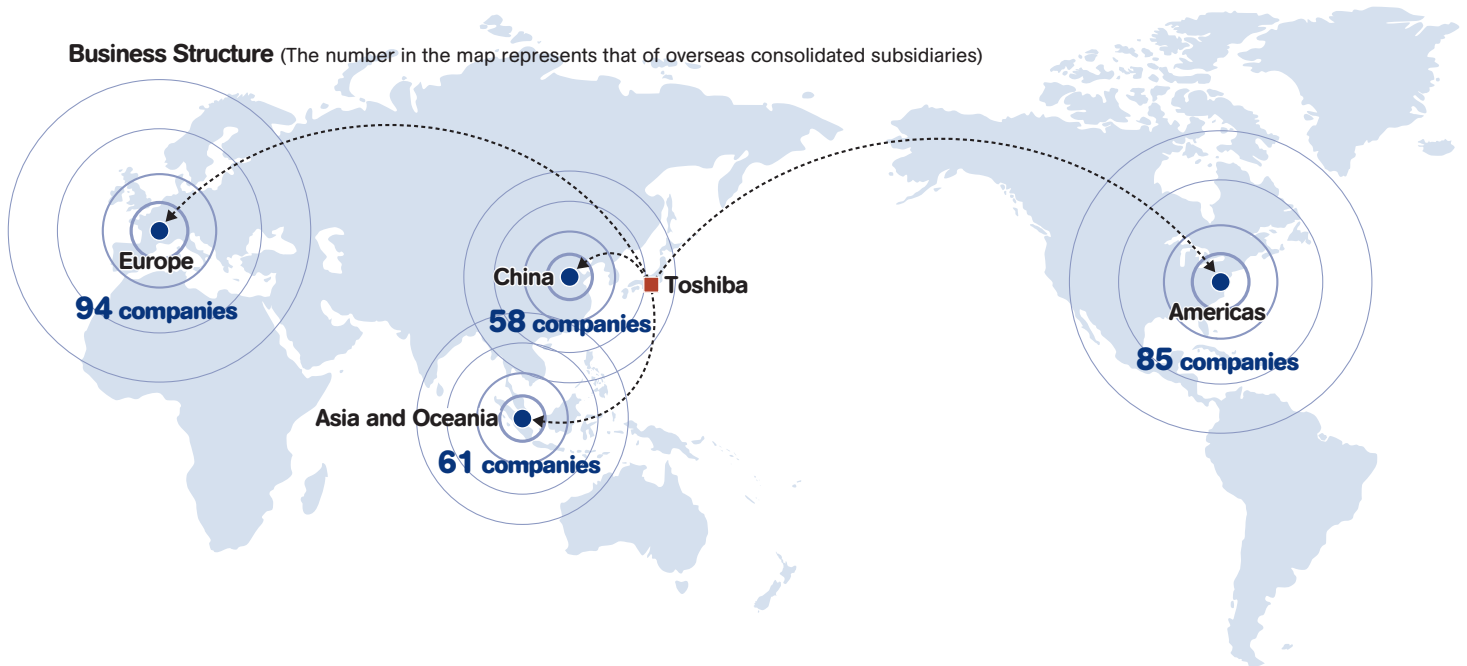 Business Structure (The number in the map represents that of overseas consolidated subsidiaries)
Europe
94 companies
China
58 companies
Toshiba
Asia and Oceania
61 companies
Americas
85 companies